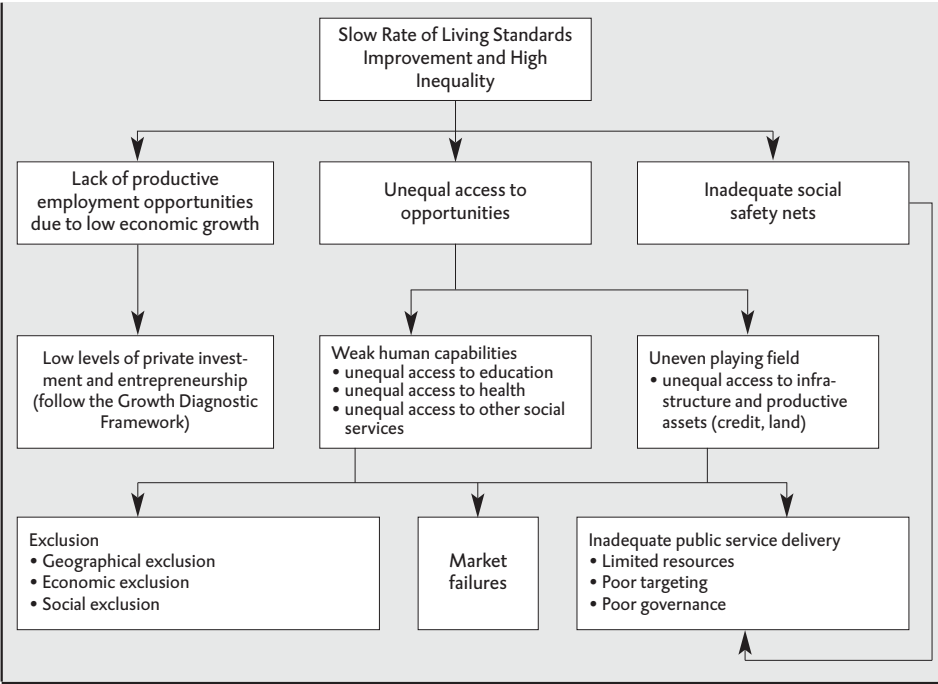 Slow Rate of Living Standards
Improvement and High
Inequality
Lack of productive
employment opportunities
due to low economic growth
Unequal access to
opportunities
Inadequate social
safety nets
Low levels of private invest-
ment and entrepreneurship
(follow the Growth Diagnostic
Framework)
Weak human capabilities
• unequal access to education
• unequal access to health
• unequal access to other social
services
Uneven playing field
• unequal access to infra-
structure and productive
assets (credit, land)
Exclusion
• Geographical exclusion
• Economic exclusion
• Social exclusion
Market
failures
Inadequate public service delivery
• Limited resources
• Poor targeting
• Poor governance